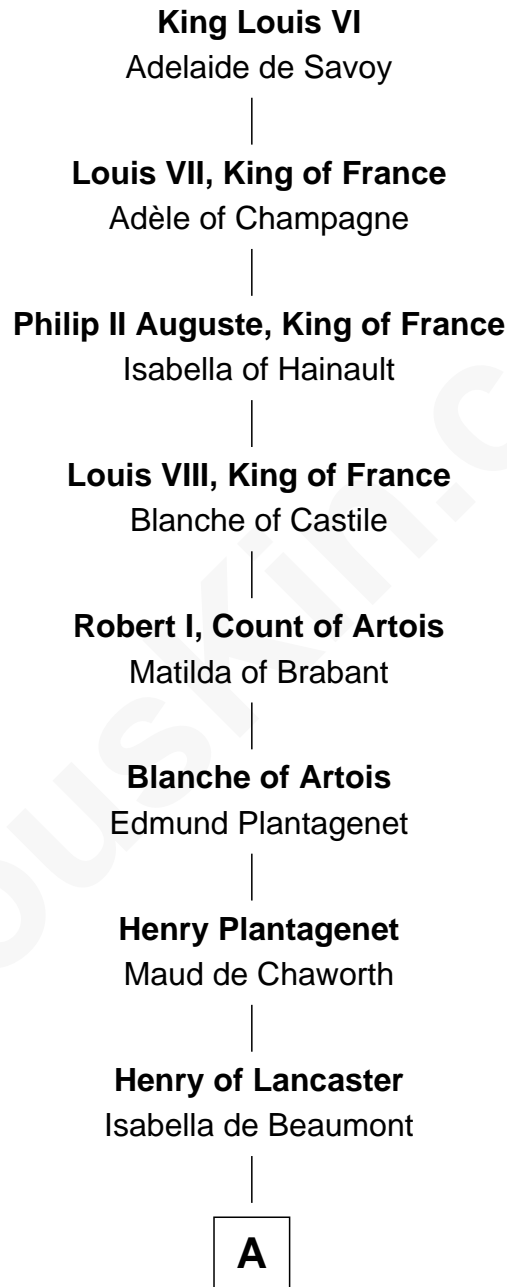 King Louis VI
Adelaide de Savoy
Louis VII, King of France
Adèle of Champagne
Philip II Auguste, King of France
Isabella of Hainault
Louis VIII, King of France
Blanche of Castile
Robert I, Count of Artois
Matilda of Brabant
Blanche of Artois
Edmund Plantagenet
Henry Plantagenet
Maud de Chaworth
Henry of Lancaster
Isabella de Beaumont
A